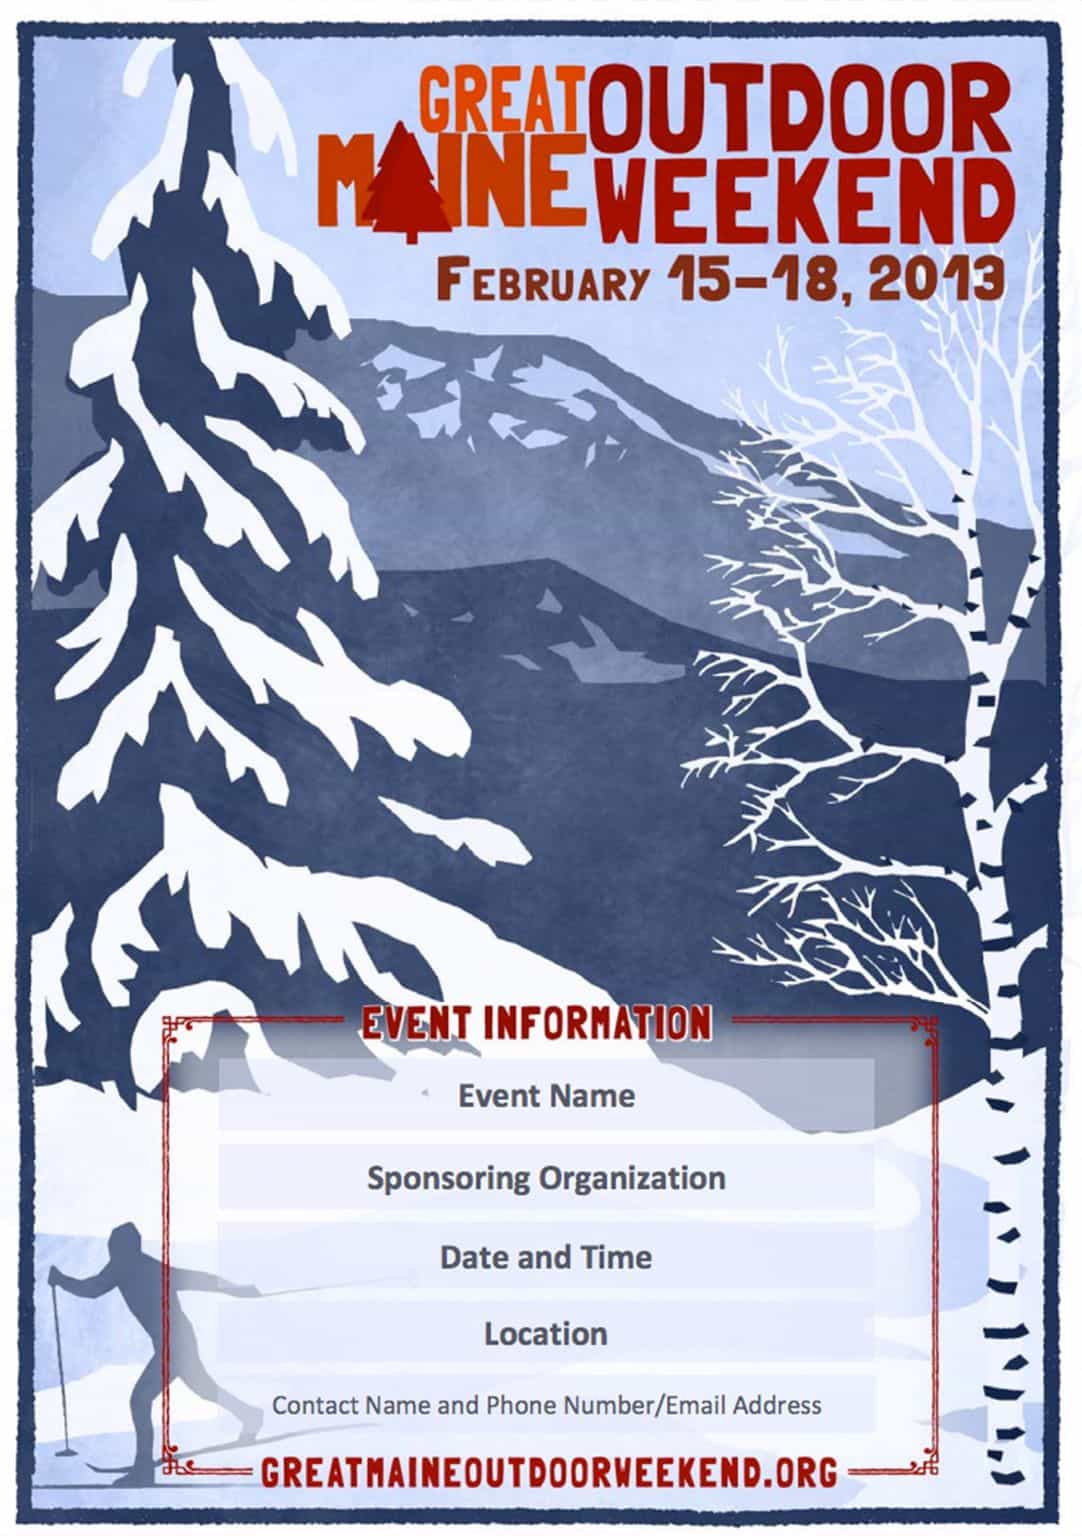 GREAT OUTDOOR
MAINE WEEKEND
FEBRUARY 15–18, 2013
EVENT INFORMATION
Event Name
Sponsoring Organization
Date and Time
Location
Contact Name and Phone Number/Email Address
GREATMAINEOUTDOORWEEKEND.ORG